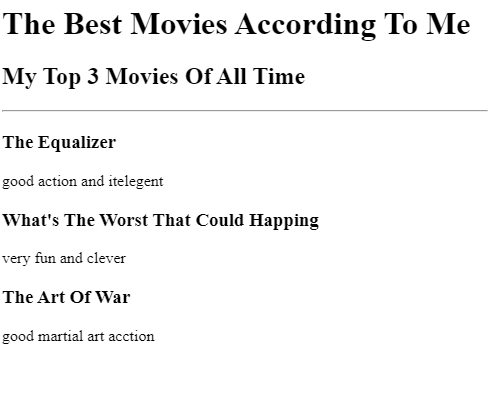 The Best Movies According To Me
My Top 3 Movies Of All Time
The Equalizer
good action and itelegent
What's The Worst That Could Happing
very fun and clever
The Art Of War
good martial art acction